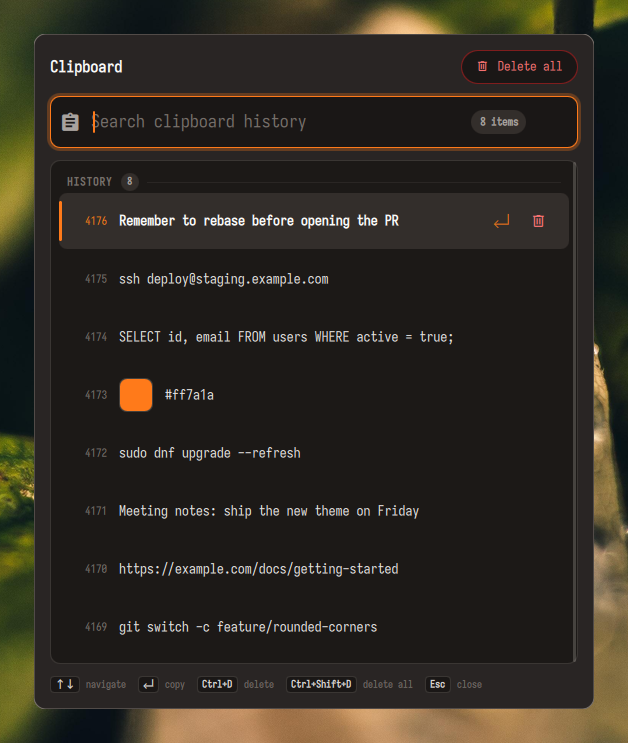 Clipboard
Delete all
Search clipboard history
8 items
HISTORY 8
4176 Remember to rebase before opening the PR
4175 ssh deploy@staging.example.com
4174 SELECT id, email FROM users WHERE active = true;
4173 #ff7a1a
4172 sudo dnf upgrade --refresh
4171 Meeting notes: ship the new theme on Friday
4170 https://example.com/docs/getting-started
4169 git switch -c feature/rounded-corners
↑↓ navigate ↵ copy Ctrl+D delete Ctrl+Shift+D delete all Esc close